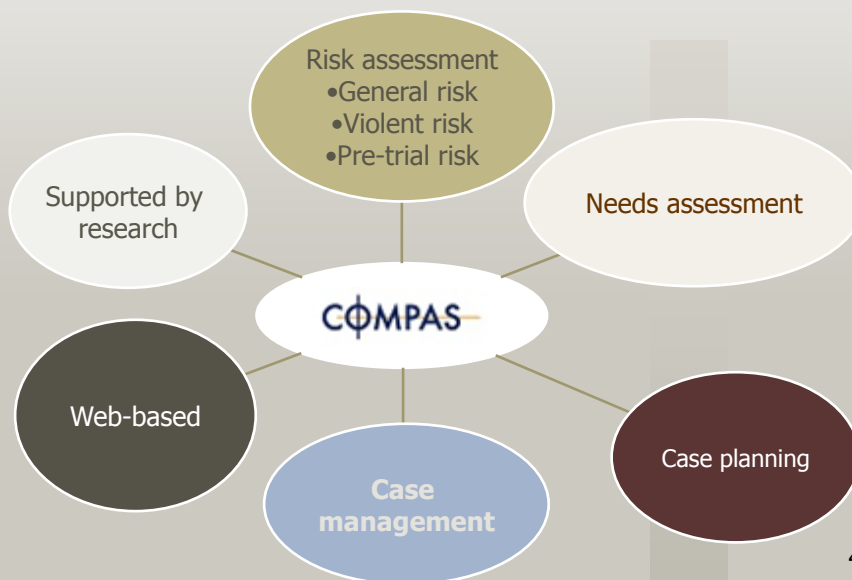 Risk assessment
•General risk
•Violent risk
•Pre-trial risk
Supported by
research
Needs assessment
COMPAS
Web-based
Case planning
Case
management